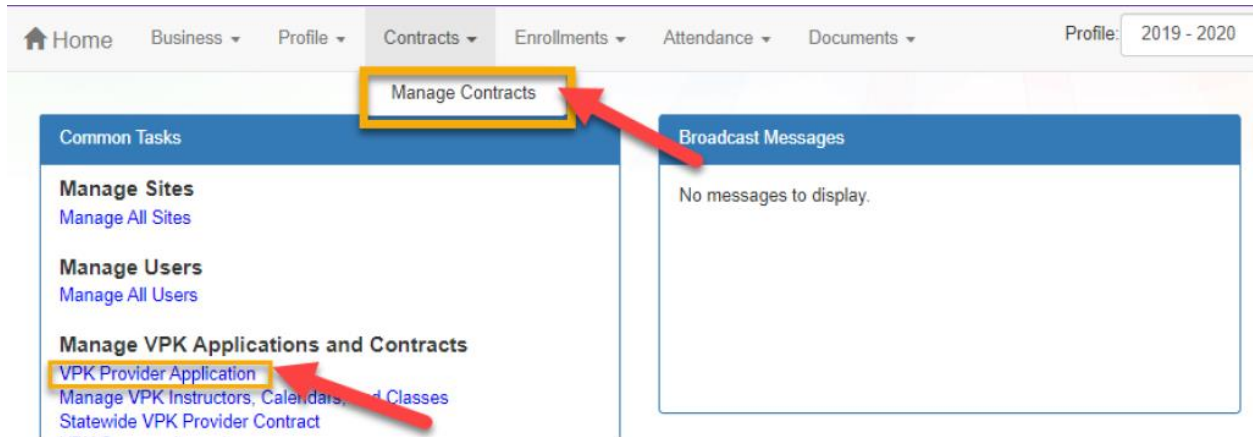 Home Business Profile Contracts Enrollments Attendance Documents Profile: 2019 - 2020
Manage Contracts
Common Tasks
Manage Sites
Manage All Sites
Manage Users
Manage All Users
Manage VPK Applications and Contracts
VPK Provider Application
Manage VPK Instructors, Calendars, and Classes
Statewide VPK Provider Contract
Broadcast Messages
No messages to display.